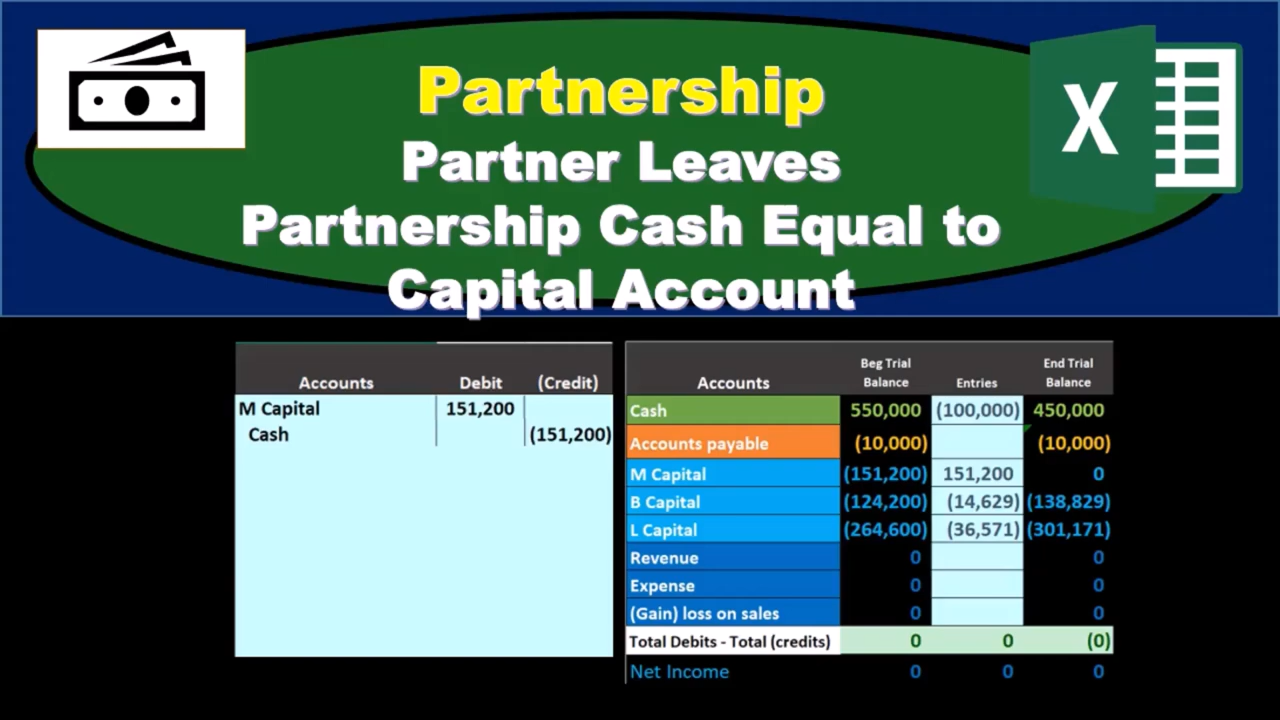 Partnership
Partner Leaves
Partnership Cash Equal to
Capital Account
X
Accounts Debit (Credit)
M Capital 151,200
Cash (151,200)
Accounts Beg Trial Balance Entries End Trial Balance
Cash 550,000 (100,000) 450,000
Accounts payable (10,000) (10,000)
M Capital (151,200) 151,200 0
B Capital (124,200) (14,629) (138,829)
L Capital (264,600) (36,571) (301,171)
Revenue 0 0
Expense 0 0
(Gain) loss on sales 0 0
Total Debits - Total (credits) 0 0 (0)
Net Income 0 0 0